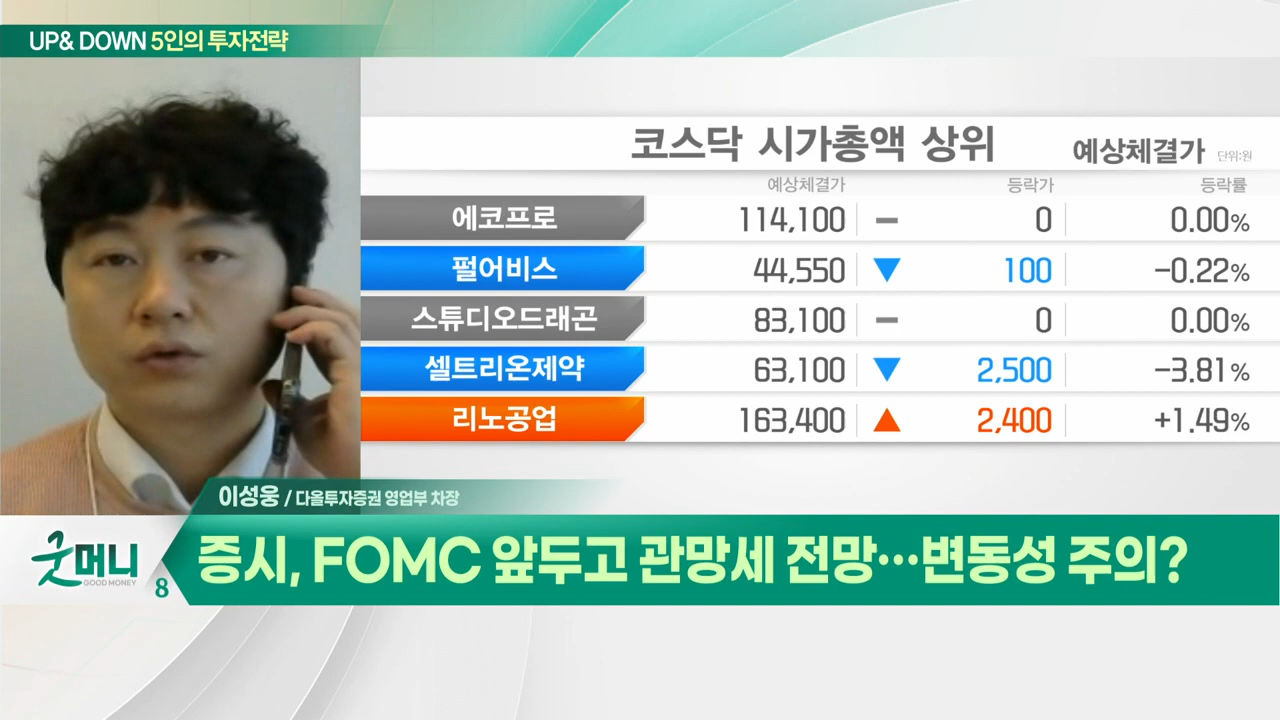 UP& DOWN 5인의 투자전략
코스닥 시가총액 상위 예상체결가 단위:원
예상체결가 등락가 등락률
에코프로 114,100 0 0.00%
펄어비스 44,550 ▼ 100 -0.22%
스튜디오드래곤 83,100 0 0.00%
셀트리온제약 63,100 ▼ 2,500 -3.81%
리노공업 163,400 ▲ 2,400 +1.49%
이성웅 / 다올투자증권 영업부 차장
굿머니 GOOD MONEY 8
증시, FOMC 앞두고 관망세 전망…변동성 주의?